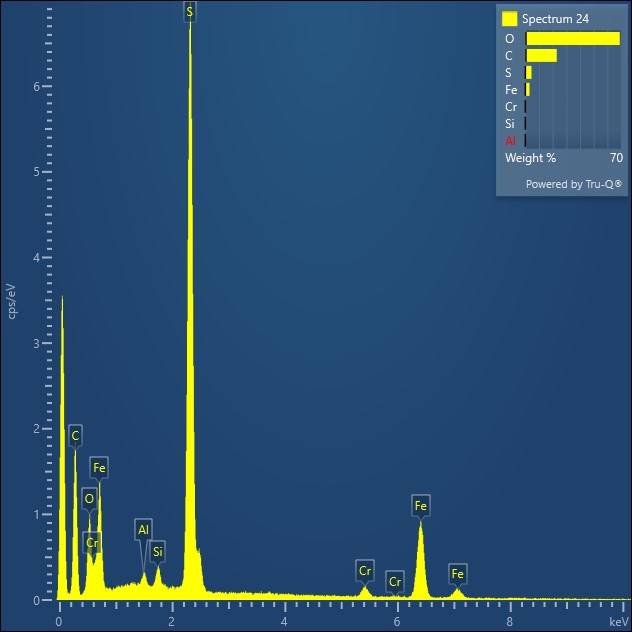 Spectrum 24
O
C
S
Fe
Cr
Si
Al
Weight % 70
Powered by Tru-Q®
S
C
Fe
O
Cr
Al
Si
Cr
Cr
Fe
Fe
cps/eV
6
5
4
3
2
1
0
0 2 4 6 8 keV